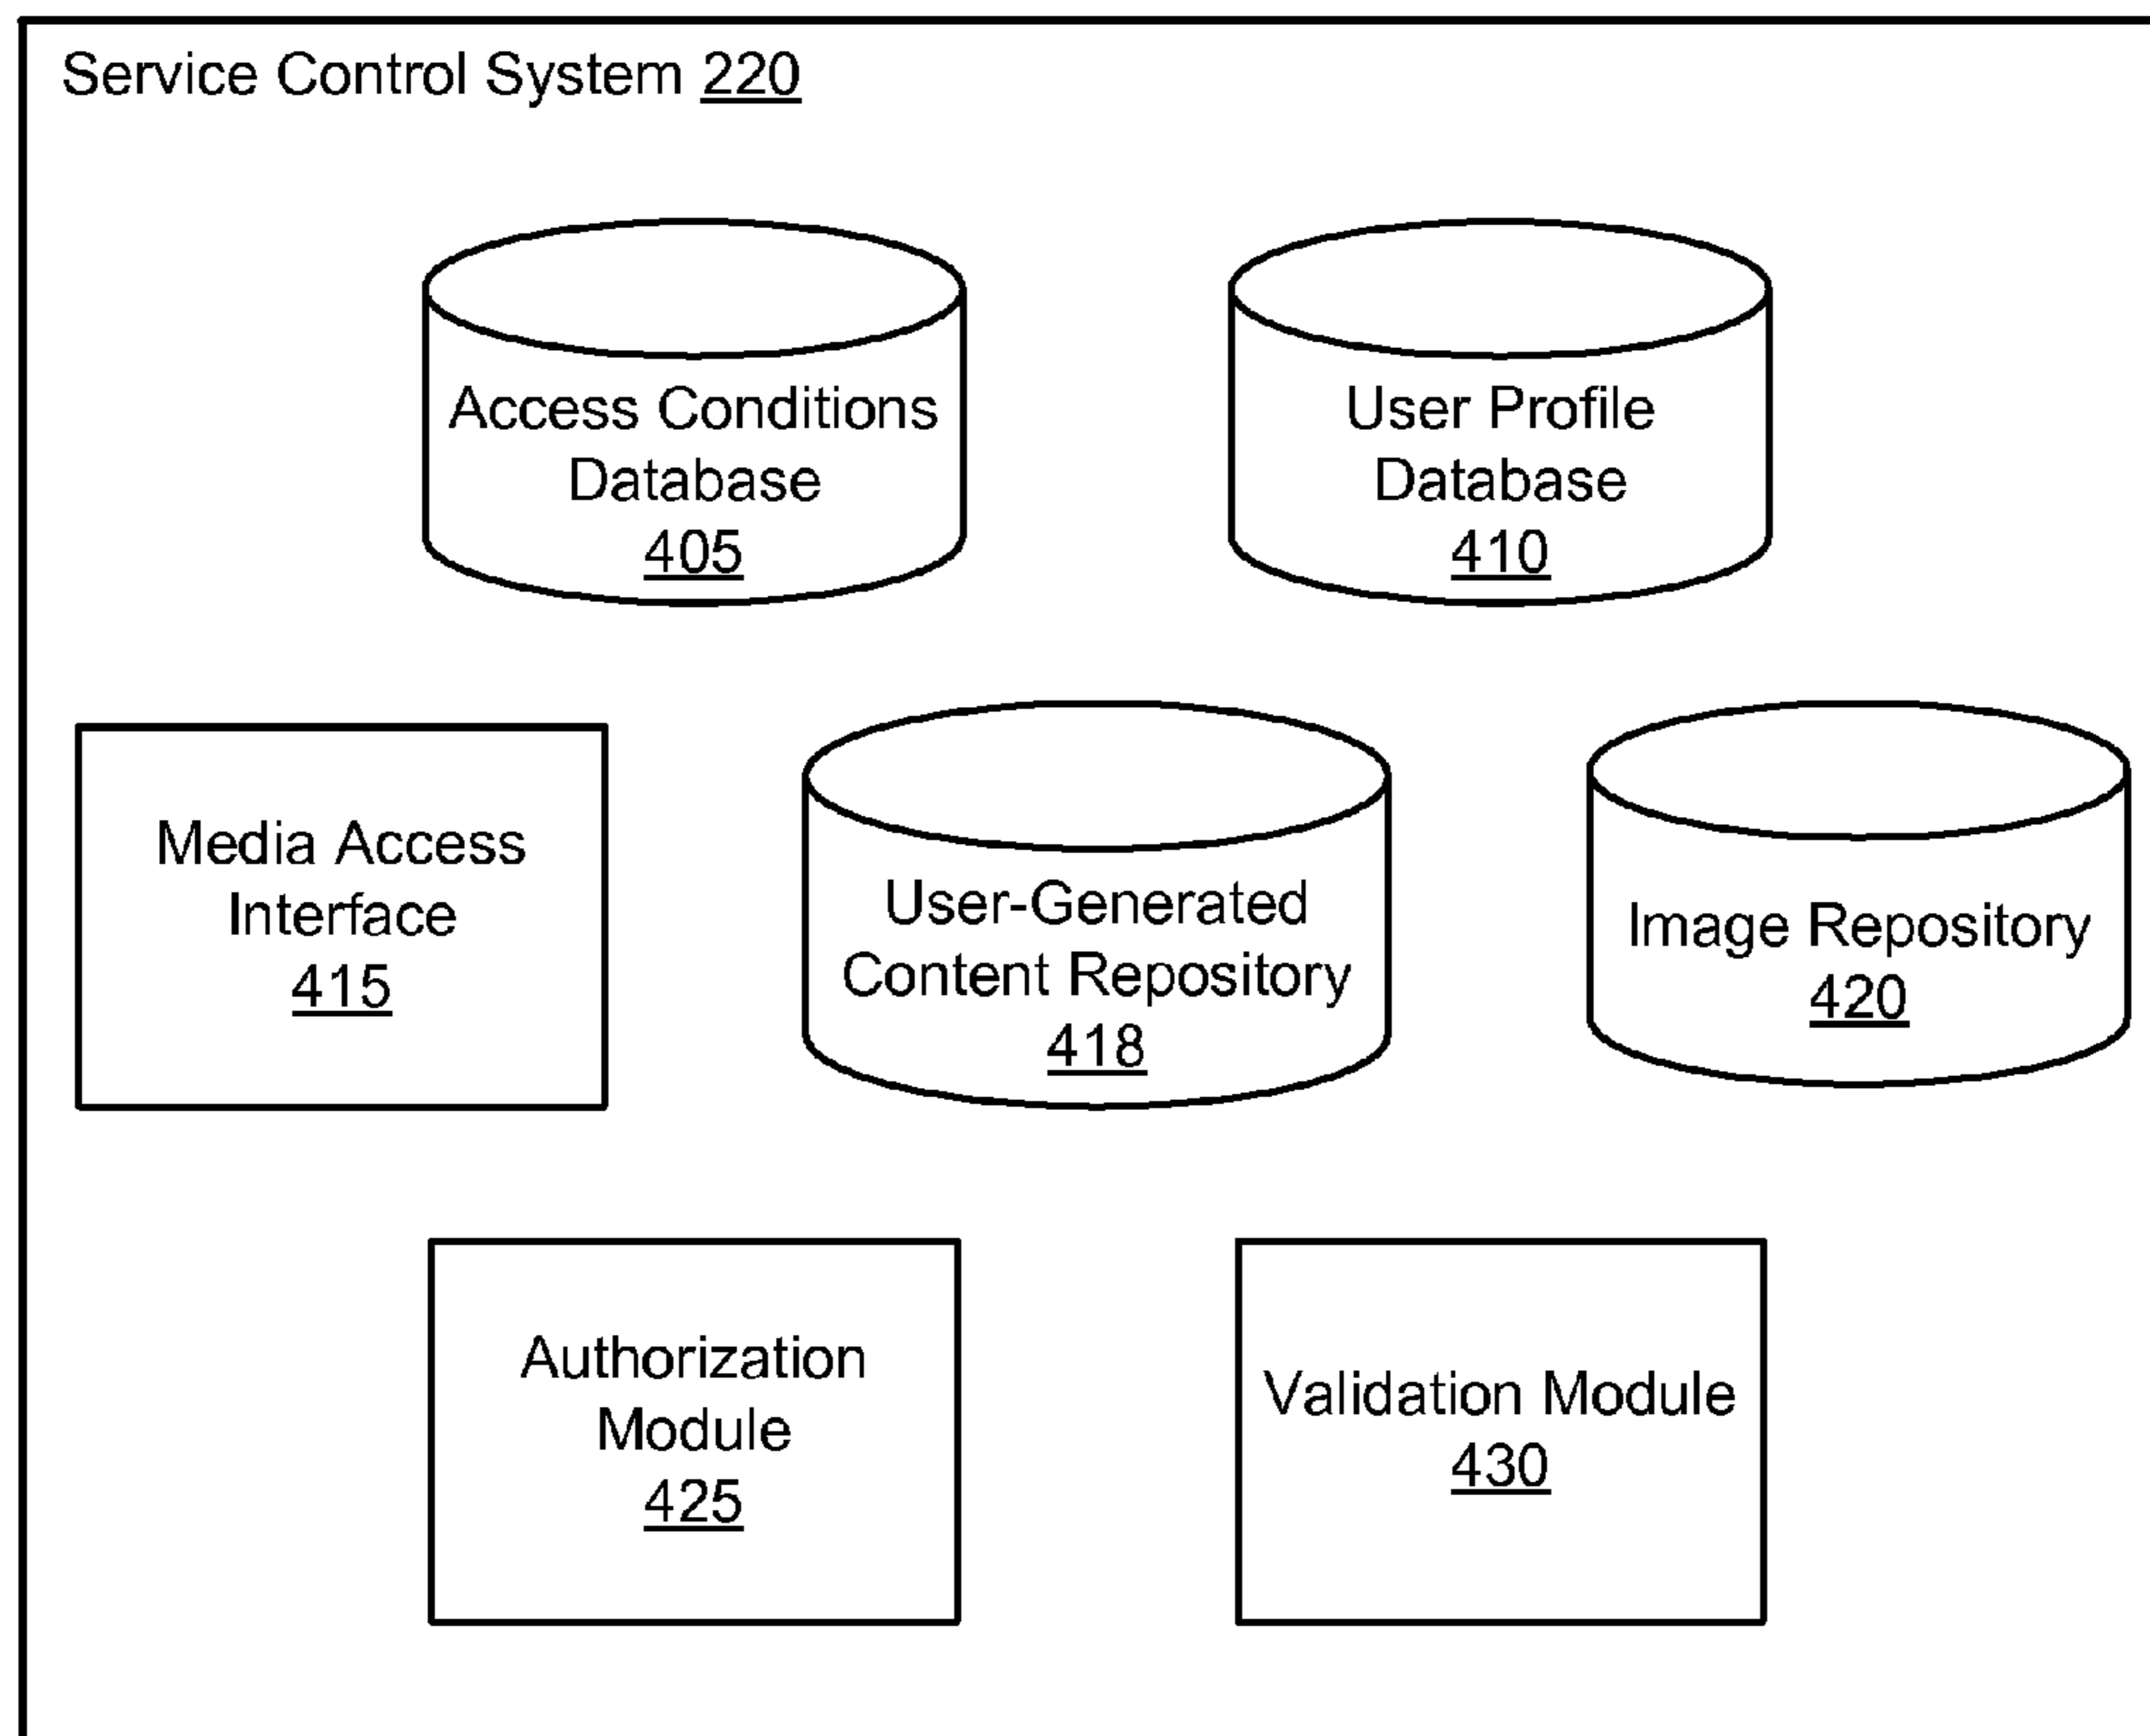 Service Control System 220
Access Conditions
Database
405
User Profile
Database
410
Media Access
Interface
415
User-Generated
Content Repository
418
Image Repository
420
Authorization
Module
425
Validation Module
430